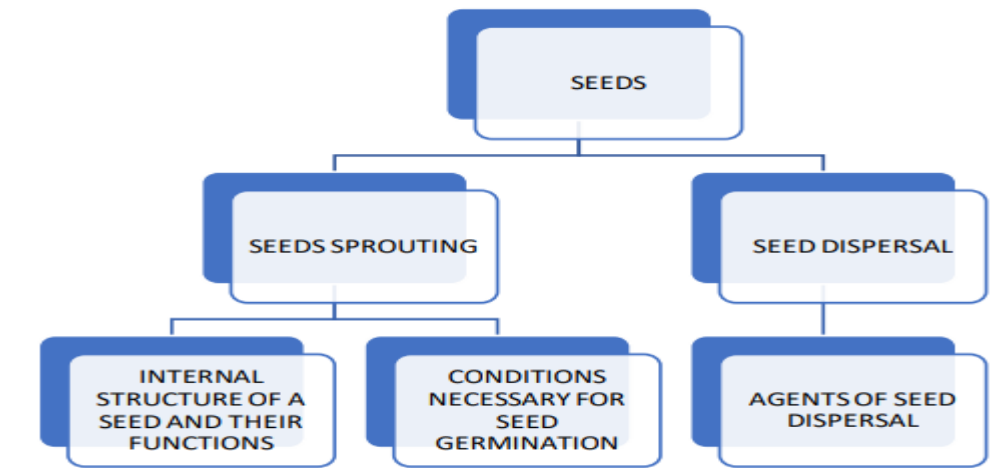 SEEDS
SEEDS SPROUTING
SEED DISPERSAL
INTERNAL
STRUCTURE OF A
SEED AND THEIR
FUNCTIONS
CONDITIONS
NECESSARY FOR
SEED
GERMINATION
AGENTS OF SEED
DISPERSAL